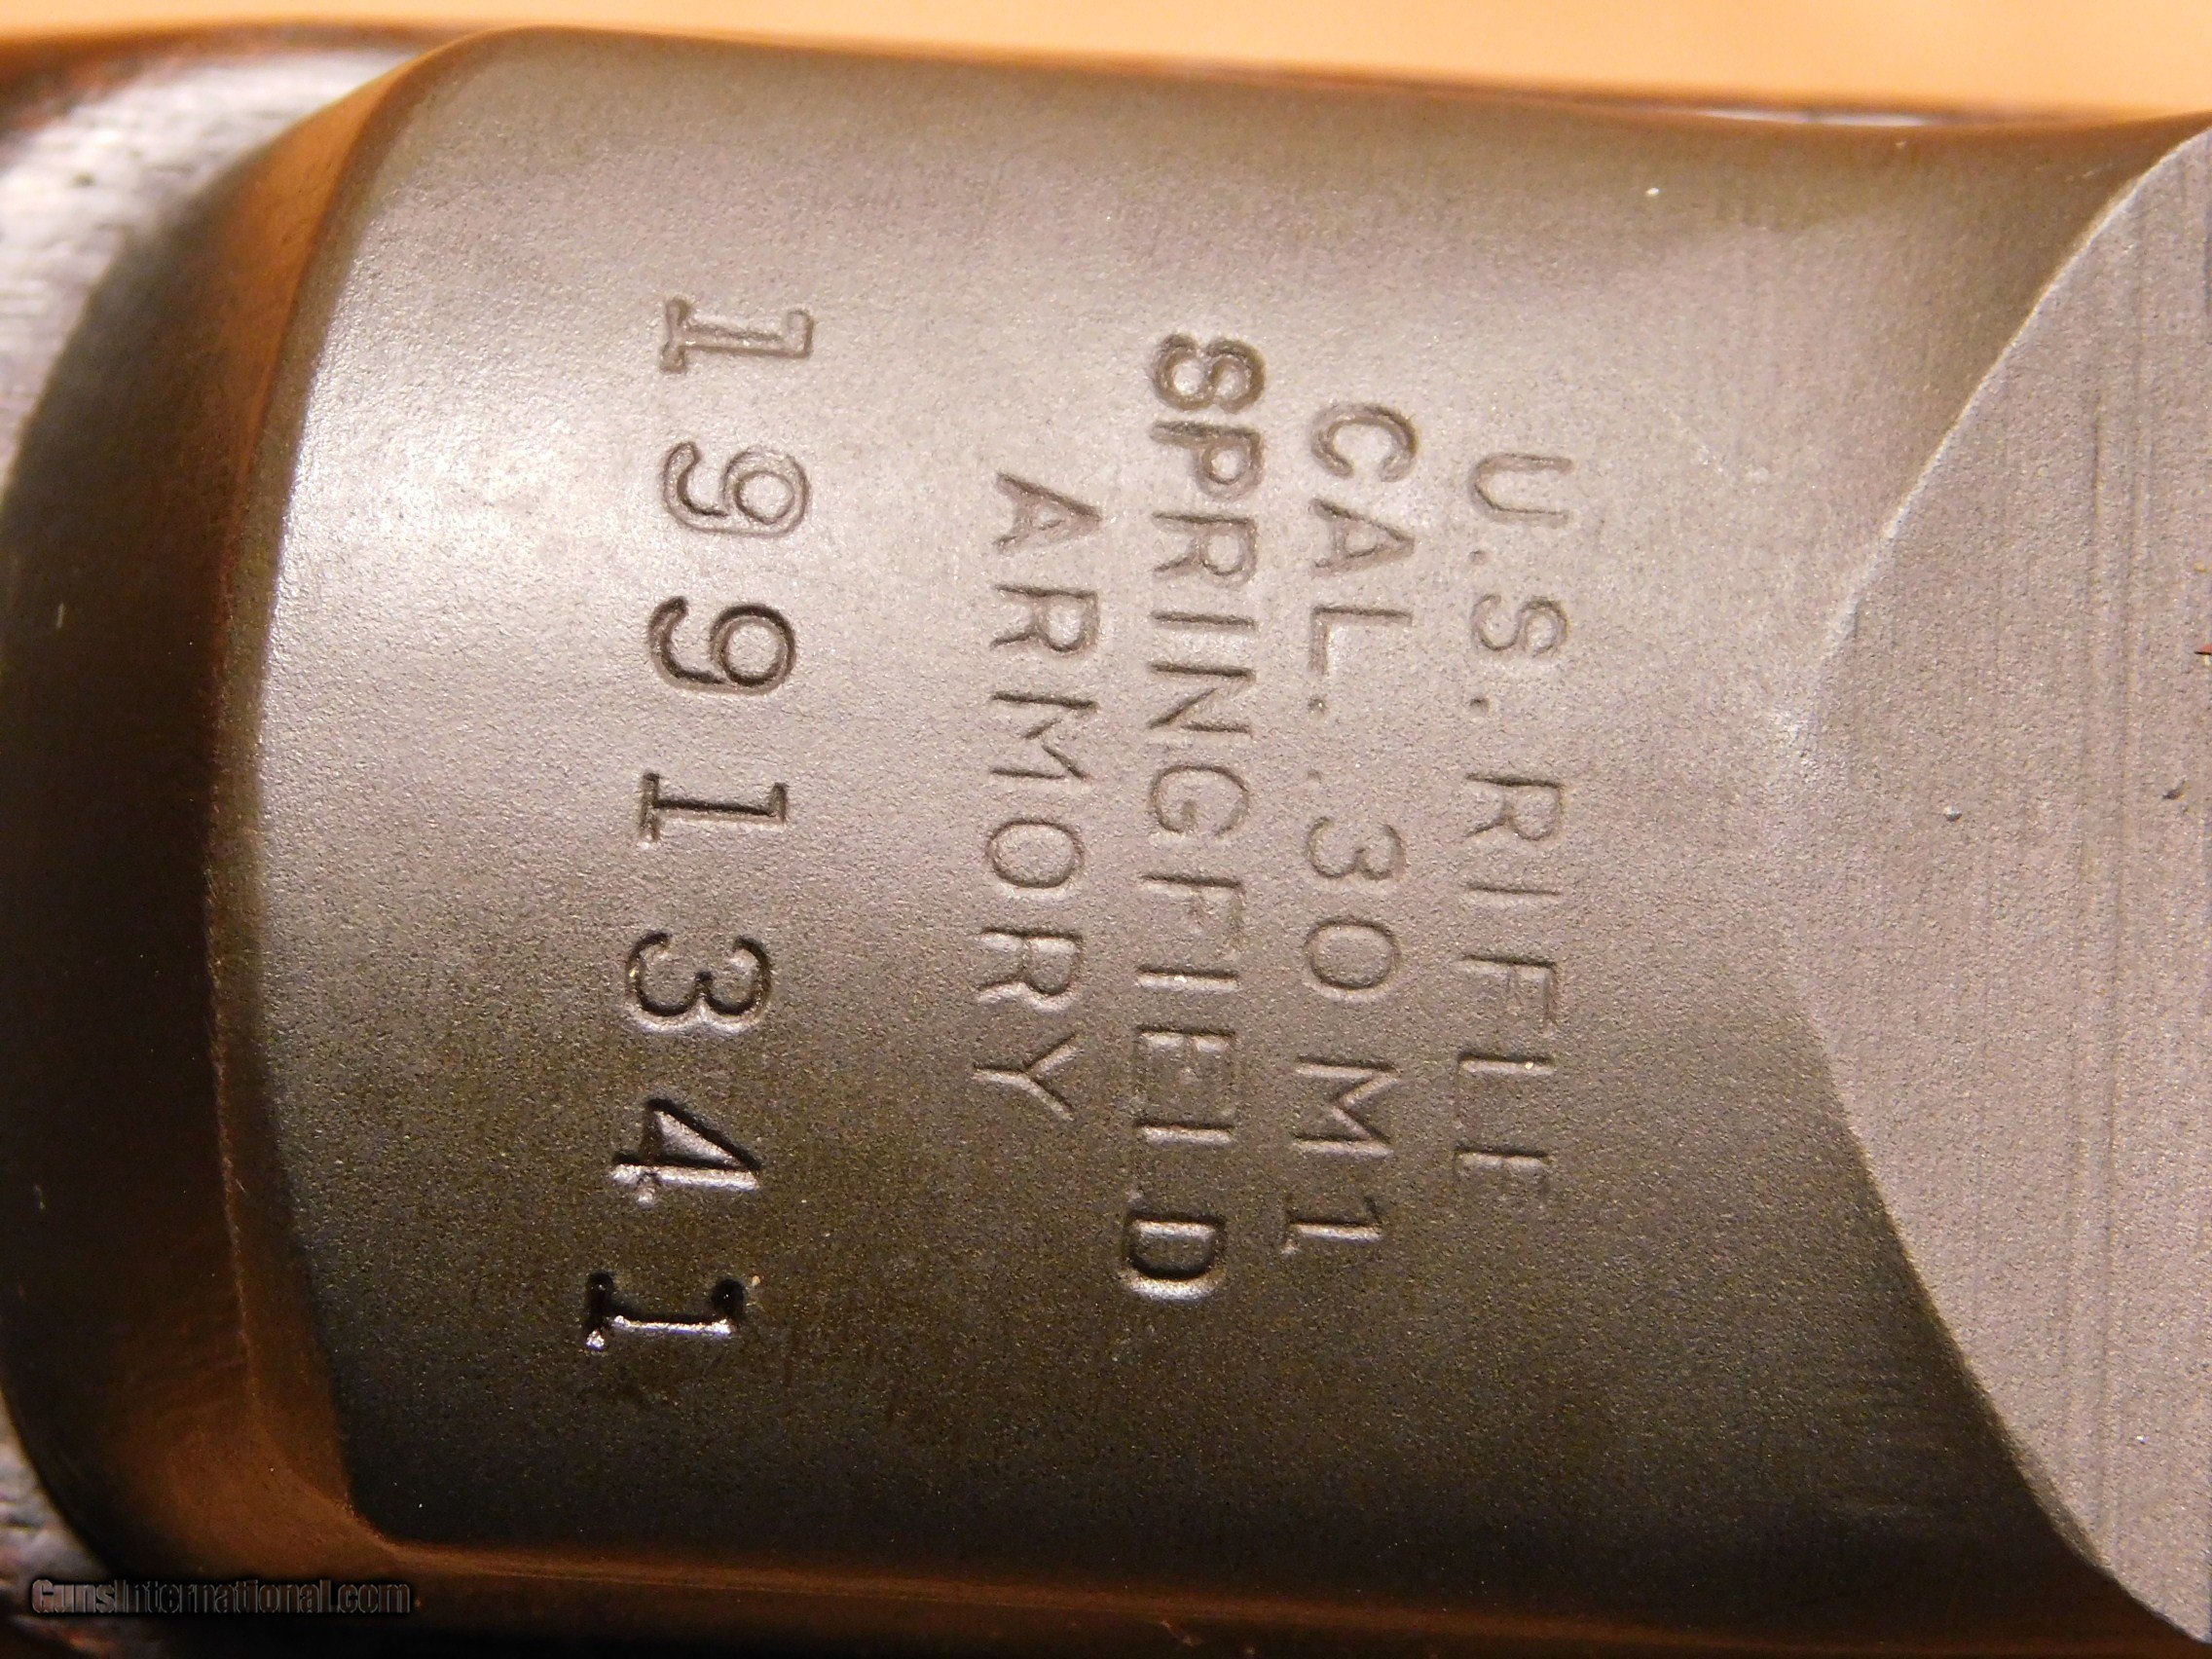 U.S. RIFLE
CAL. .30 M1
SPRINGFIELD
ARMORY
1991341
GunsInternational.com